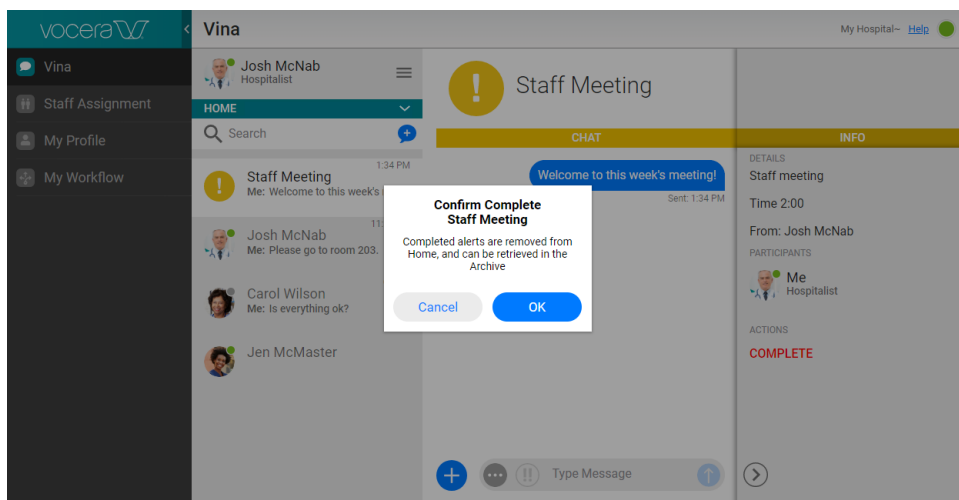 vocera
Vina
My Hospital~ Help
Vina
Staff Assignment
My Profile
My Workflow
Josh McNab
Hospitalist
HOME
Search
1:34 PM
Staff Meeting
Me: Welcome to this week's
11:
Josh McNab
Me: Please go to room 203.
Carol Wilson
Me: Is everything ok?
Jen McMaster
Staff Meeting
CHAT
Welcome to this week's meeting!
Sent: 1:34 PM
Confirm Complete
Staff Meeting
Completed alerts are removed from
Home, and can be retrieved in the
Archive
Cancel
OK
Type Message
INFO
DETAILS
Staff meeting
Time 2:00
From: Josh McNab
PARTICIPANTS
Me
Hospitalist
ACTIONS
COMPLETE